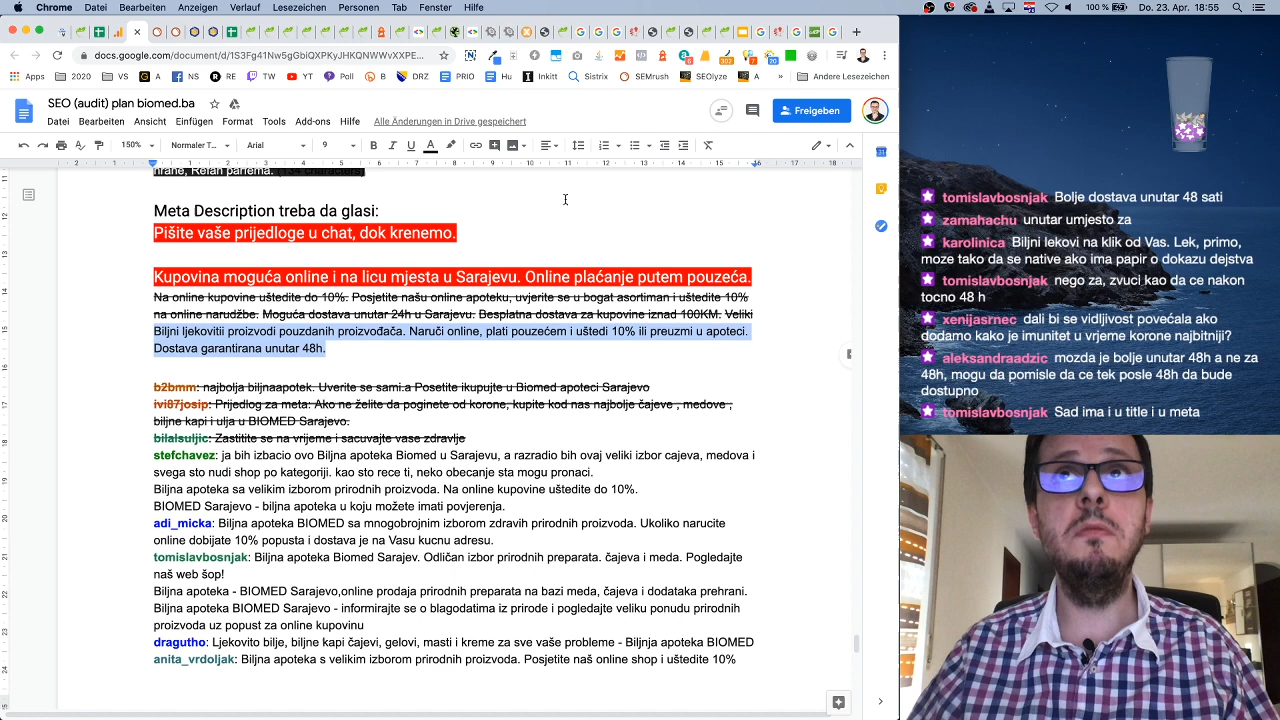 Chrome Datei Bearbeiten Anzeigen Verlauf Lesezeichen Personen Tab Fenster Hilfe
100% Do. 23. Apr. 18:55
docs.google.com/document/d/1S3Fg41Nw5gGbIQXPKyJHKQNWWvXXPE...
Apps 2020 VS A NS RE TW YT Poll B DRZ PRIO Hu Inkitt Sistrix SEMrush SEOlyze A » Andere Lesezeichen
SEO (audit) plan biomed.ba
Datei Bearbeiten Ansicht Einfügen Format Tools Add-ons Hilfe Alle Änderungen in Drive gespeichert
Freigeben
150% Normaler T... Arial 9
hrane, Refan parfema. (134 characters)
Meta Description treba da glasi:
Pišite vaše prijedloge u chat, dok krenemo.
Kupovina moguća online i na licu mjesta u Sarajevu. Online plaćanje putem pouzeća.
Na online kupovine uštedite do 10%. Posjetite našu online apoteku, uvjerite se u bogat asortiman i uštedite 10%
na online narudžbe. Moguća dostava unutar 24h u Sarajevu. Besplatna dostava za kupovine iznad 100KM. Veliki
Biljni ljekovitii proizvodi pouzdanih proizvođača. Naruči online, plati pouzećem i uštedi 10% ili preuzmi u apoteci.
Dostava garantirana unutar 48h.
b2bmm: najbolja biljnaapotek. Uverite se sami.a Posetite ikupujte u Biomed apoteci Sarajevo
ivi87josip: Prijedlog za meta: Ako ne želite da poginete od korone, kupite kod nas najbolje čajeve , medove ,
biljne kapi i ulja u BIOMED Sarajevo.
bilalsuljic: Zastitite se na vrijeme i sacuvajte vase zdravlje
stefchavez: ja bih izbacio ovo Biljna apoteka Biomed u Sarajevu, a razradio bih ovaj veliki izbor cajeva, medova i
svega sto nudi shop po kategoriji. kao sto rece ti, neko obecanje sta mogu pronaci.
Biljna apoteka sa velikim izborom prirodnih proizvoda. Na online kupovine uštedite do 10%.
BIOMED Sarajevo - biljna apoteka u koju možete imati povjerenja.
adi_micka: Biljna apoteka BIOMED sa mnogobrojnim izborom zdravih prirodnih proizvoda. Ukoliko narucite
online dobijate 10% popusta i dostava je na Vasu kucnu adresu.
tomislavbosnjak: Biljna apoteka Biomed Sarajev. Odličan izbor prirodnih preparata. čajeva i meda. Pogledajte
naš web šop!
Biljna apoteka - BIOMED Sarajevo,online prodaja prirodnih preparata na bazi meda, čajeva i dodataka prehrani.
Biljna apoteka BIOMED Sarajevo - informirajte se o blagodatima iz prirode i pogledajte veliku ponudu prirodnih
proizvoda uz popust za online kupovinu
dragutho: Ljekovito bilje, biljne kapi čajevi, gelovi, masti i kreme za sve vaše probleme - Biljnja apoteka BIOMED
anita_vrdoljak: Biljna apoteka s velikim izborom prirodnih proizvoda. Posjetite naš online shop i uštedite 10%
tomislavbosnjak Bolje dostava unutar 48 sati
zamahachu unutar umjesto za
karolinica Biljni lekovi na klik od Vas. Lek, primo,
moze tako da se native ako ima papir o dokazu dejstva
tomislavbosnjak nego za, zvuci kao da ce nakon
tocno 48 h
xenijasrnec dali bi se vidljivost povećala ako
dodamo kako je imunitet u vrjeme korone najbitniji?
aleksandraadzic mozda je bolje unutar 48h a ne za
48h, mogu da pomisle da ce tek posle 48h da bude
dostupno
tomislavbosnjak Sad ima i u title i u meta